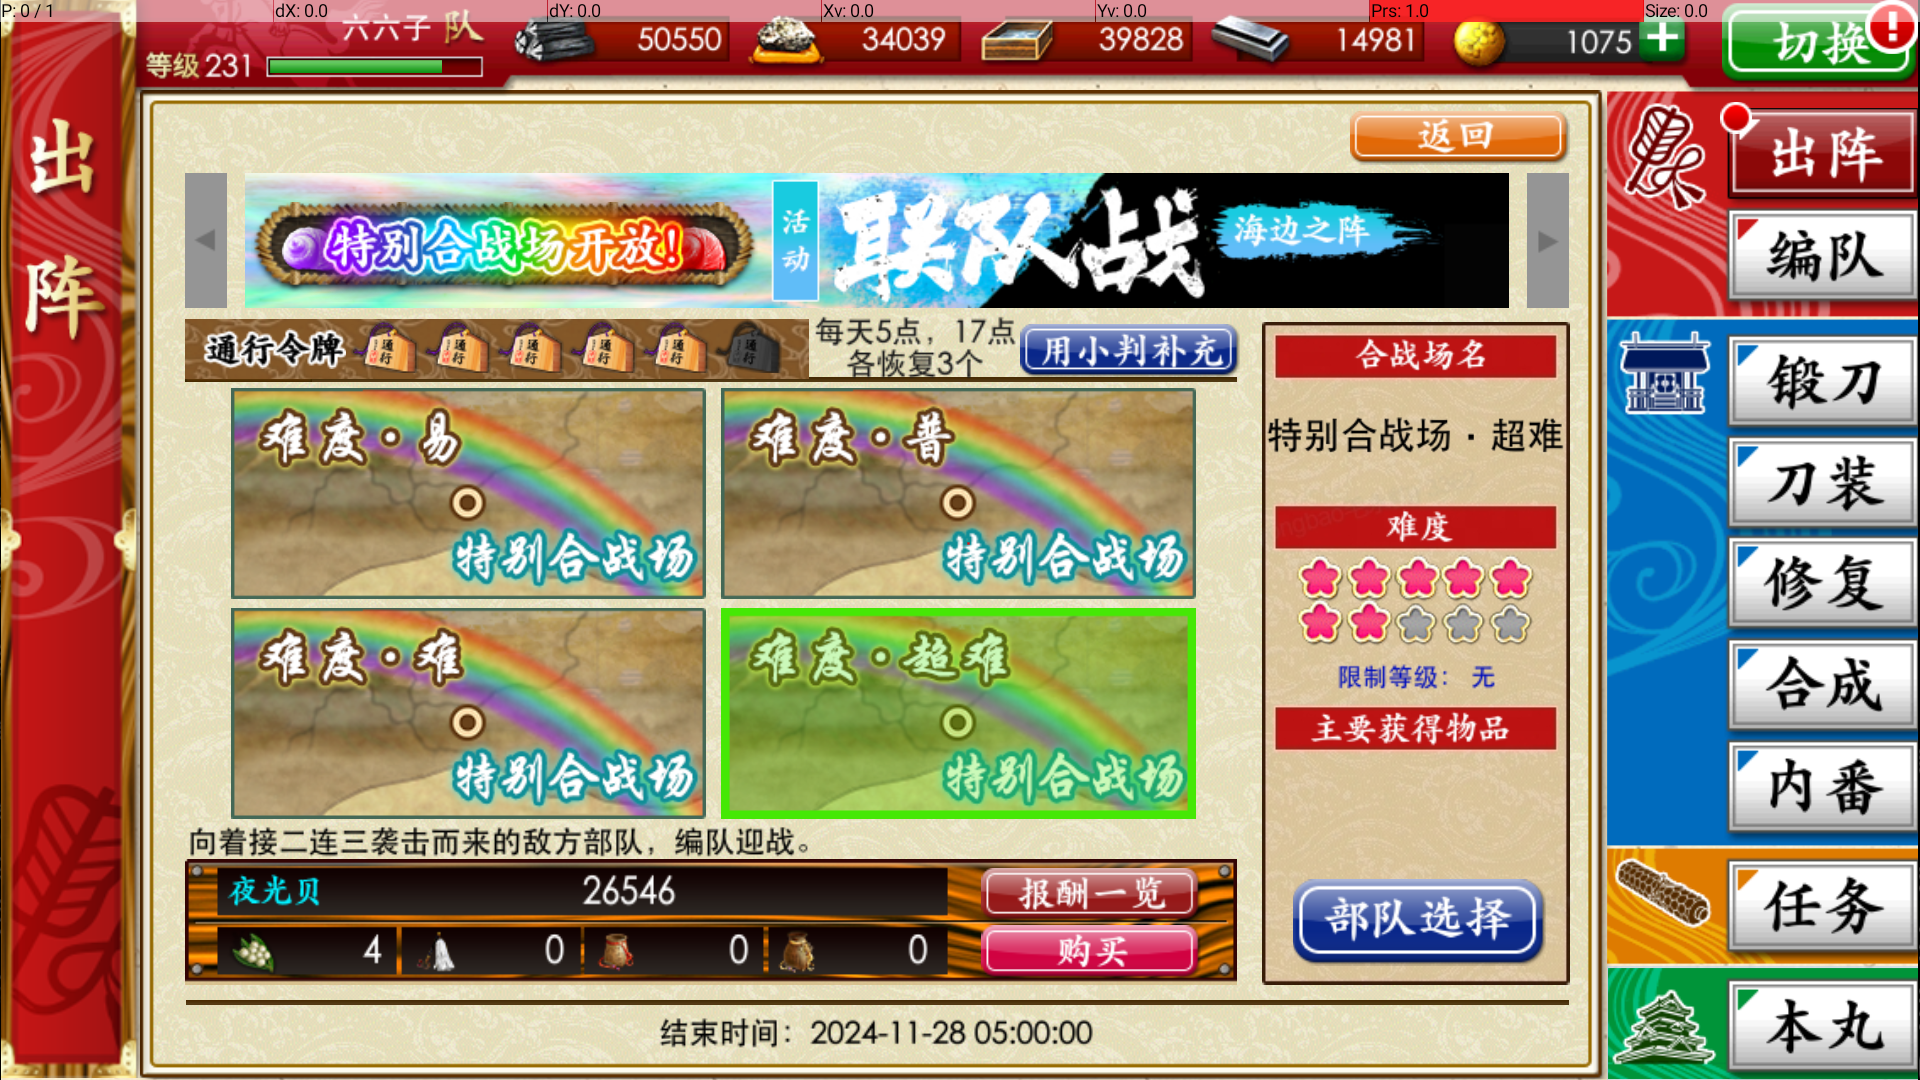 P: 0 / 1
dX: 0.0
dY: 0.0
Xv: 0.0
Yv: 0.0
Prs: 1.0
Size: 0.0
六六子 队
等级 231
50550
34039
39828
14981
1075
切换
出阵
返回
特别合战场开放!
活动
联队战
海边之阵
通行令牌
通行
通行
通行
通行
通行
每天5点，17点
各恢复3个
用小判补充
难度·易
特别合战场
难度·普
特别合战场
难度·难
特别合战场
难度·超难
特别合战场
向着接二连三袭击而来的敌方部队，编队迎战。
夜光贝
26546
报酬一览
4
0
0
0
购买
结束时间：2024-11-28 05:00:00
合战场名
特别合战场·超难
难度
限制等级： 无
主要获得物品
部队选择
出阵
编队
锻刀
刀装
修复
合成
内番
任务
本丸